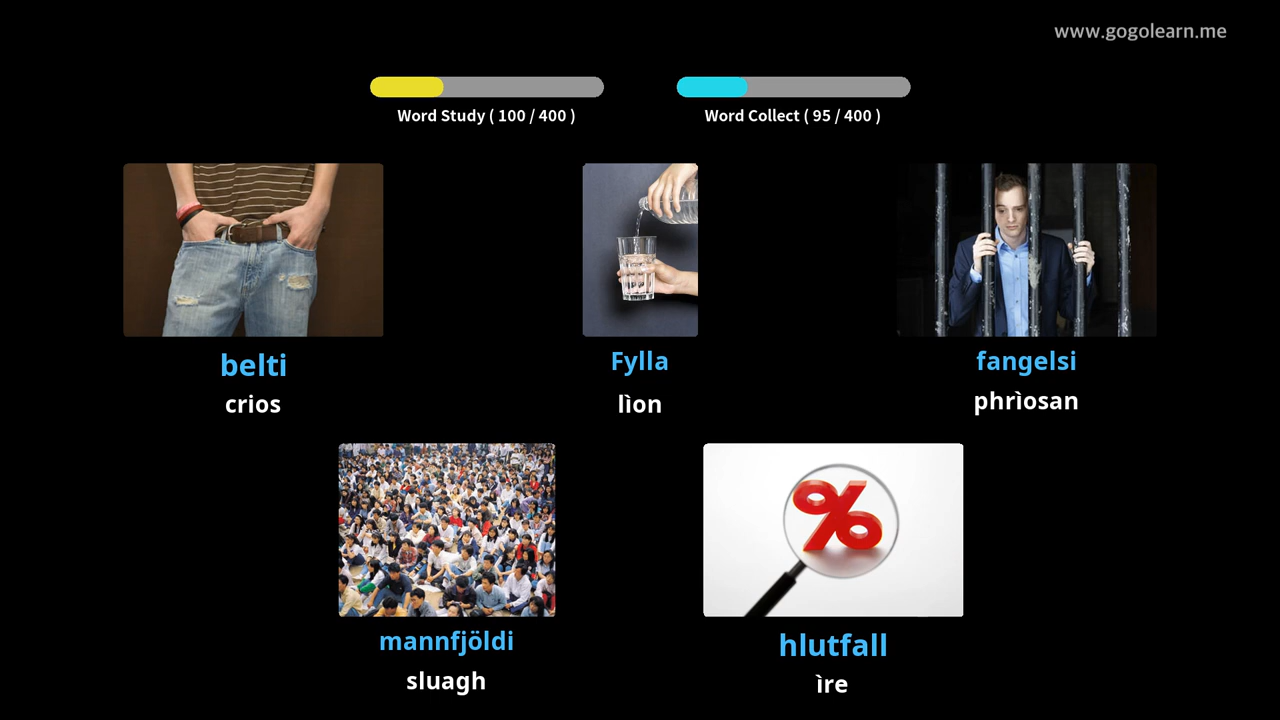 www.gogolearn.me
Word Study ( 100 / 400 )
Word Collect ( 95 / 400 )
belti
crios
Fylla
lìon
fangelsi
phrìosan
mannfjöldi
sluagh
hlutfall
ìre